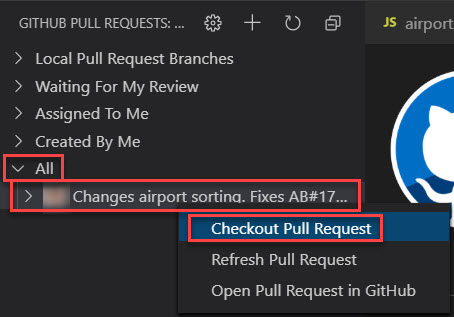 GITHUB PULL REQUESTS: ...
JS airport
Local Pull Request Branches
Waiting For My Review
Assigned To Me
Created By Me
All
Changes airport sorting. Fixes AB#17...
Checkout Pull Request
Refresh Pull Request
Open Pull Request in GitHub